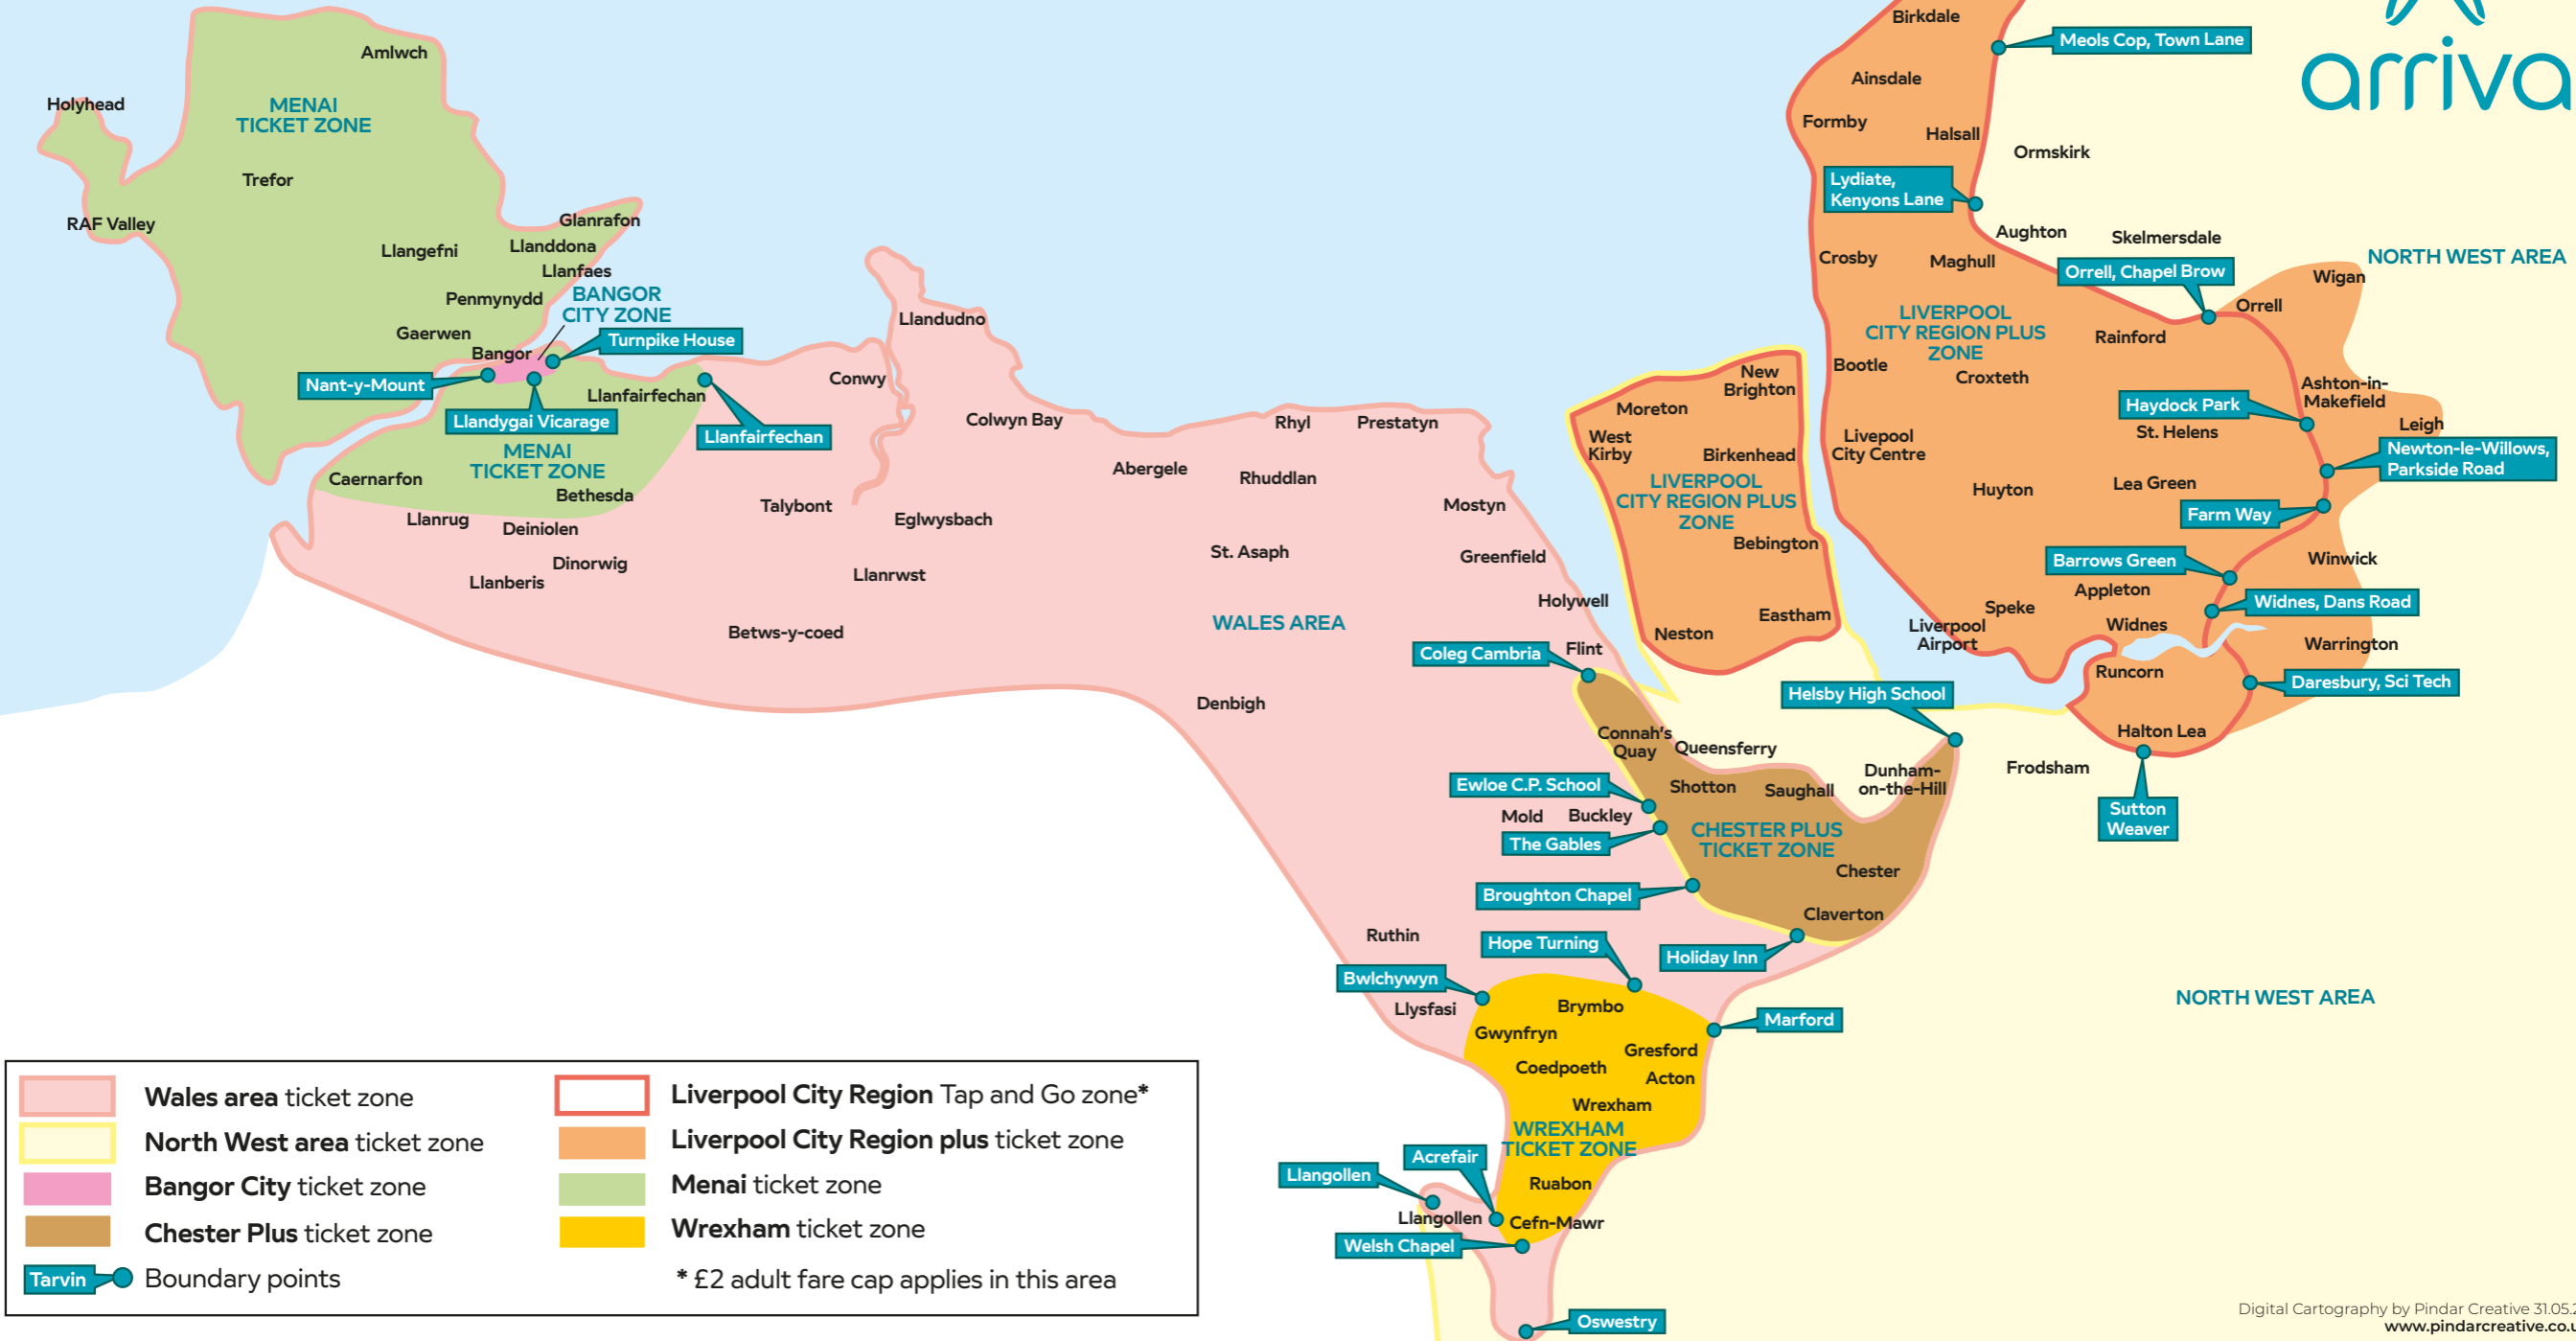 Birkdale
Meols Cop, Town Lane
arriva
Amlwch
Ainsdale
Holyhead
MENAI
TICKET ZONE
Formby
Halsall
Ormskirk
Trefor
Lydiate,
Kenyons Lane
RAF Valley
Glanrafon
Llangefni
Llanddona
Llanfaes
Aughton
Skelmersdale
NORTH WEST AREA
Crosby
Maghull
Orrell, Chapel Brow
Wigan
Penmynydd
BANGOR
CITY ZONE
Orrell
Gaerwen
Turnpike House
Llandudno
LIVERPOOL
CITY REGION PLUS
ZONE
Rainford
Bangor
Nant-y-Mount
Llanfairfechan
Conwy
New
Brighton
Bootle
Croxteth
Ashton-in-
Makefield
Llandygai Vicarage
Llanfairfechan
Colwyn Bay
Rhyl
Prestatyn
Moreton
Haydock Park
St. Helens
Leigh
MENAI
TICKET ZONE
West
Kirby
Birkenhead
Livepool
City Centre
Newton-le-Willows,
Parkside Road
Caernarfon
Bethesda
Abergele
Rhuddlan
LIVERPOOL
CITY REGION PLUS
ZONE
Huyton
Lea Green
Farm Way
Talybont
Mostyn
Llanrug
Deiniolen
Eglwysbach
Bebington
Dinorwig
St. Asaph
Greenfield
Barrows Green
Winwick
Llanberis
Llanrwst
Appleton
Holywell
Eastham
Speke
Widnes, Dans Road
Betws-y-coed
WALES AREA
Neston
Liverpool
Airport
Widnes
Warrington
Coleg Cambria
Flint
Runcorn
Daresbury, Sci Tech
Denbigh
Helsby High School
Connah's
Quay
Queensferry
Halton Lea
Dunham-
on-the-Hill
Frodsham
Ewloe C.P. School
Shotton
Saughall
Sutton
Weaver
Mold
Buckley
The Gables
CHESTER PLUS
TICKET ZONE
Chester
Broughton Chapel
Claverton
Ruthin
Hope Turning
Holiday Inn
Bwlchywyn
Llysfasi
Brymbo
NORTH WEST AREA
Gwynfryn
Marford
Gresford
Coedpoeth
Acton
Wrexham
WREXHAM
TICKET ZONE
Acrefair
Llangollen
Ruabon
Llangollen
Cefn-Mawr
Welsh Chapel
Oswestry
Wales area ticket zone
North West area ticket zone
Bangor City ticket zone
Chester Plus ticket zone
Tarvin
Boundary points
Liverpool City Region Tap and Go zone*
Liverpool City Region plus ticket zone
Menai ticket zone
Wrexham ticket zone
* £2 adult fare cap applies in this area
Digital Cartography by Pindar Creative 31.05.2
www.pindarcreative.co.u